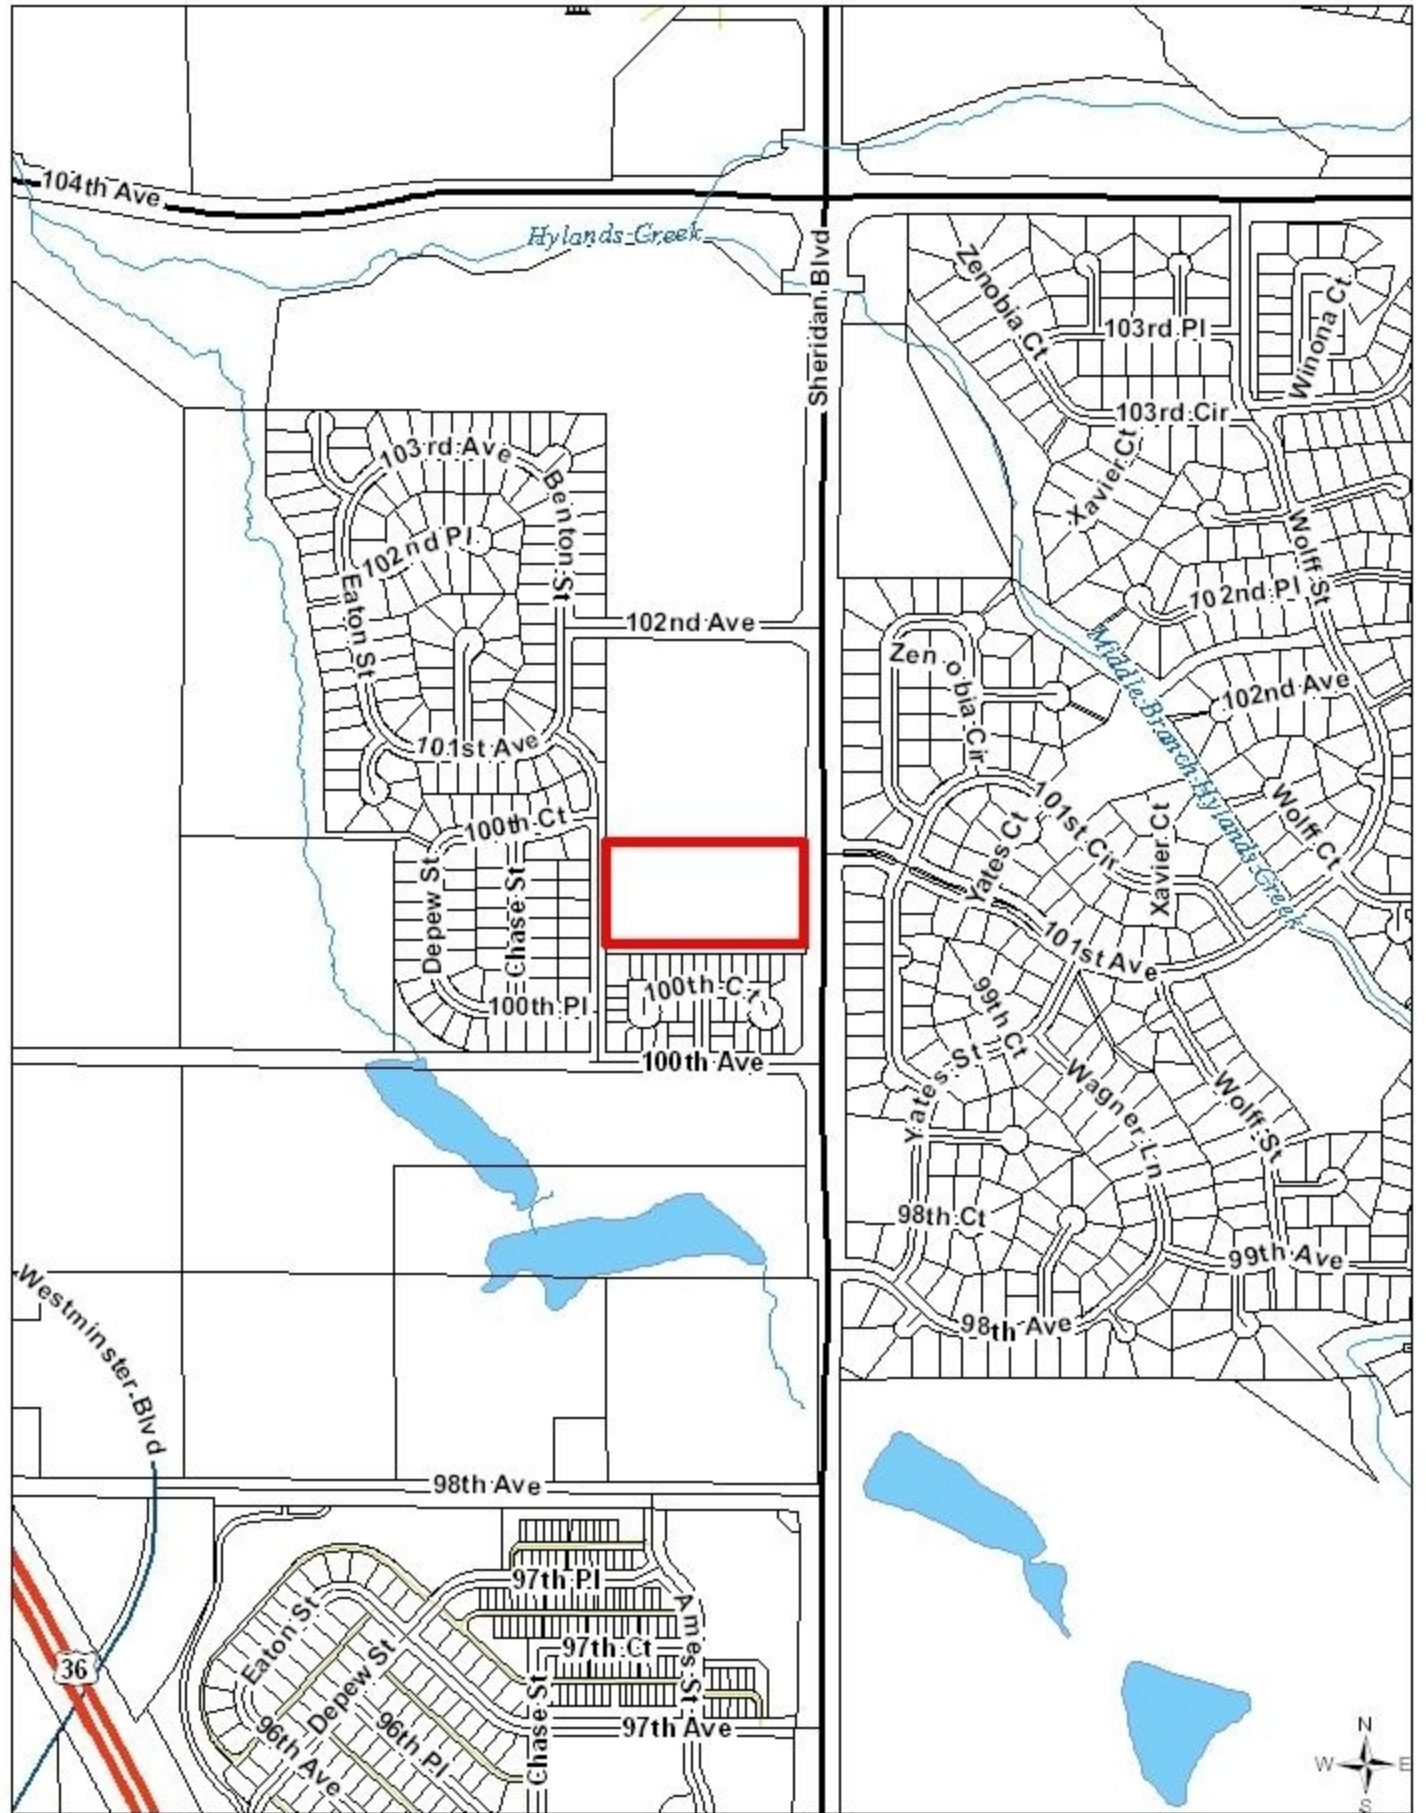 104th Ave
Hylands Creek
Sheridan Blvd
Zenobia Ct
103rd Pl
Winona Ct
103rd Cir
Xavier Ct
103rd Ave
Benton St
102nd Pl
Eaton St
Wolff St
102nd Pl
102nd Ave
Middle Branch Hylands Creek
Zenobia Cir
102nd Ave
101st Ave
100th Ct
101st Cir
Yates Ct
Xavier Ct
Wolff Ct
Depew St
Chase St
101st Ave
100th Ct
100th Pl
99th Ct
100th Ave
Yates St
Wagner Ln
Wolff St
98th Ct
99th Ave
98th Ave
Westminster Blvd
98th Ave
97th Pl
Ames St
Eaton St
97th Ct
36
Depew St
Chase St
97th Ave
96th Pl
96th Ave
N
W E
S